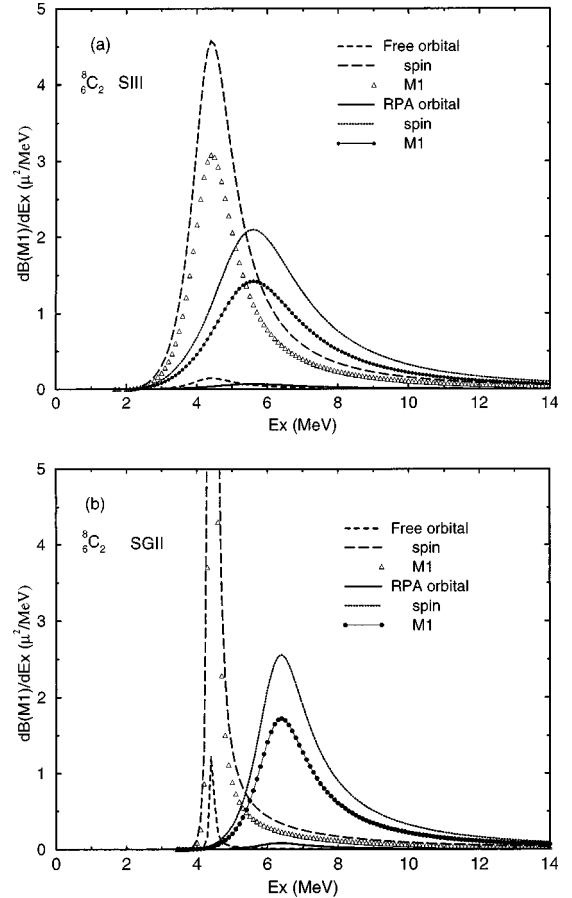 5
(a)
Free orbital
spin
M1
RPA orbital
spin
M1
⁸₆C₂ SIII
4
3
2
1
0
dB(M1)/dEx (μ²/MeV)
0 2 4 6 8 10 12 14
Ex (MeV)
5
(b)
Free orbital
spin
M1
RPA orbital
spin
M1
⁸₆C₂ SGII
4
3
2
1
0
dB(M1)/dEx (μ²/MeV)
0 2 4 6 8 10 12 14
Ex (MeV)